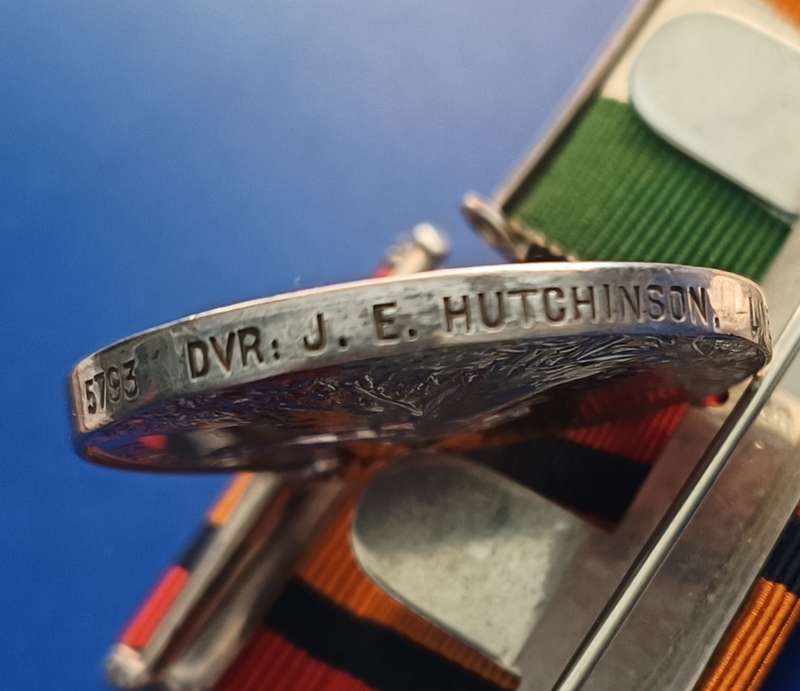 5793 DVR: J. E. HUTCHINSON,